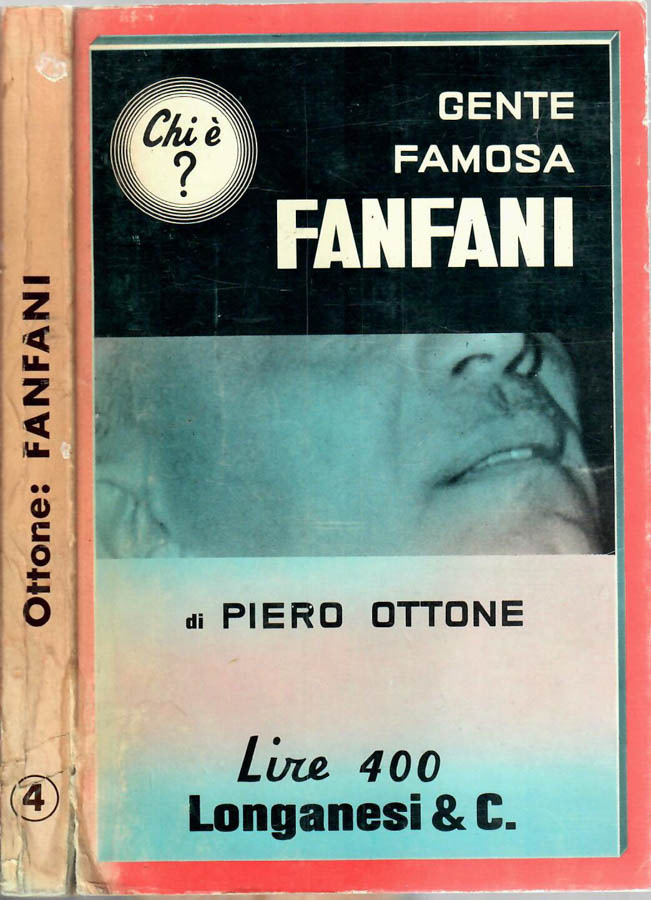 Ottone: FANFANI
4
Chi è
?
GENTE
FAMOSA
FANFANI
di PIERO OTTONE
Lire 400
Longanesi & C.